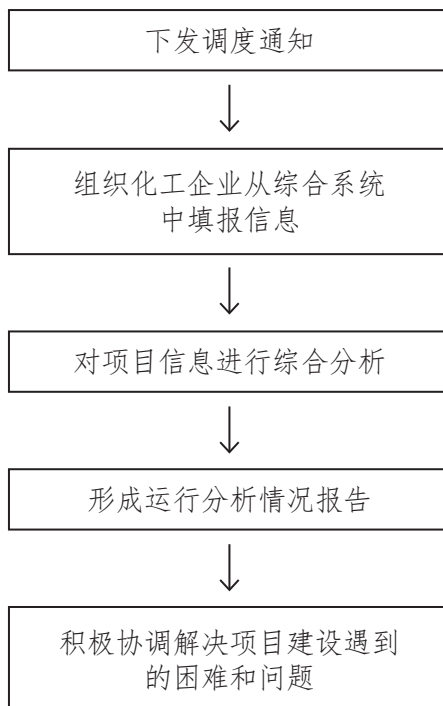 下发调度通知
组织化工企业从综合系统
中填报信息
对项目信息进行综合分析
形成运行分析情况报告
积极协调解决项目建设遇到
的困难和问题